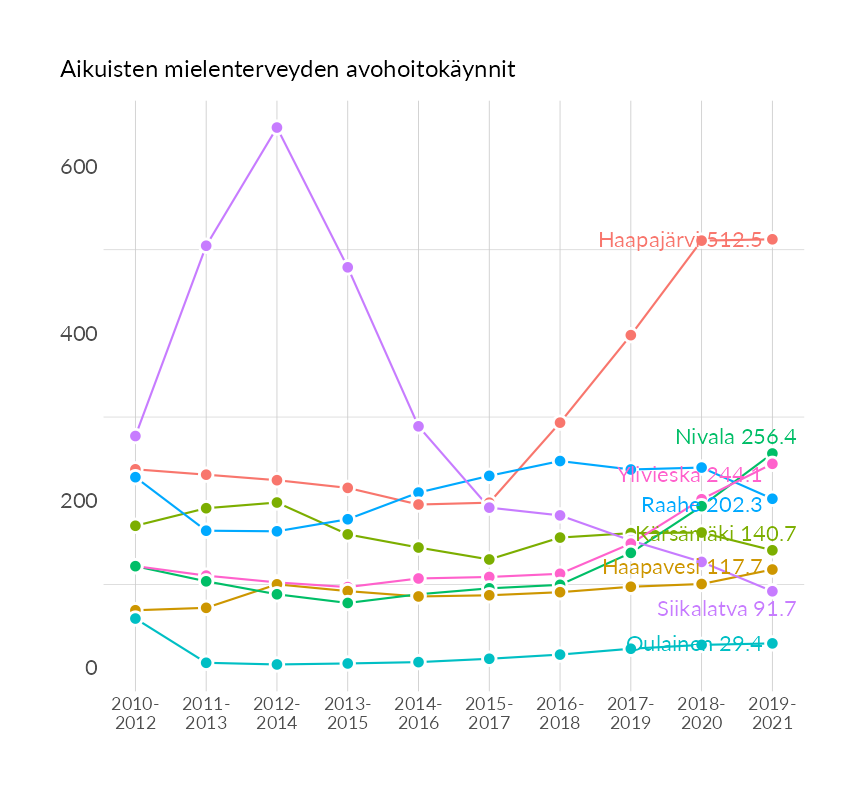 Aikuisten mielenterveyden avohoitokäynnit
600
400
200
0
Haapajärvi 512.5
Nivala 256.4
Ylivieska 244.1
Raahe 202.3
Kärsämäki 140.7
Haapavesi 117.7
Siikalatva 91.7
Oulainen 29.4
2010-
2012
2011-
2013
2012-
2014
2013-
2015
2014-
2016
2015-
2017
2016-
2018
2017-
2019
2018-
2020
2019-
2021